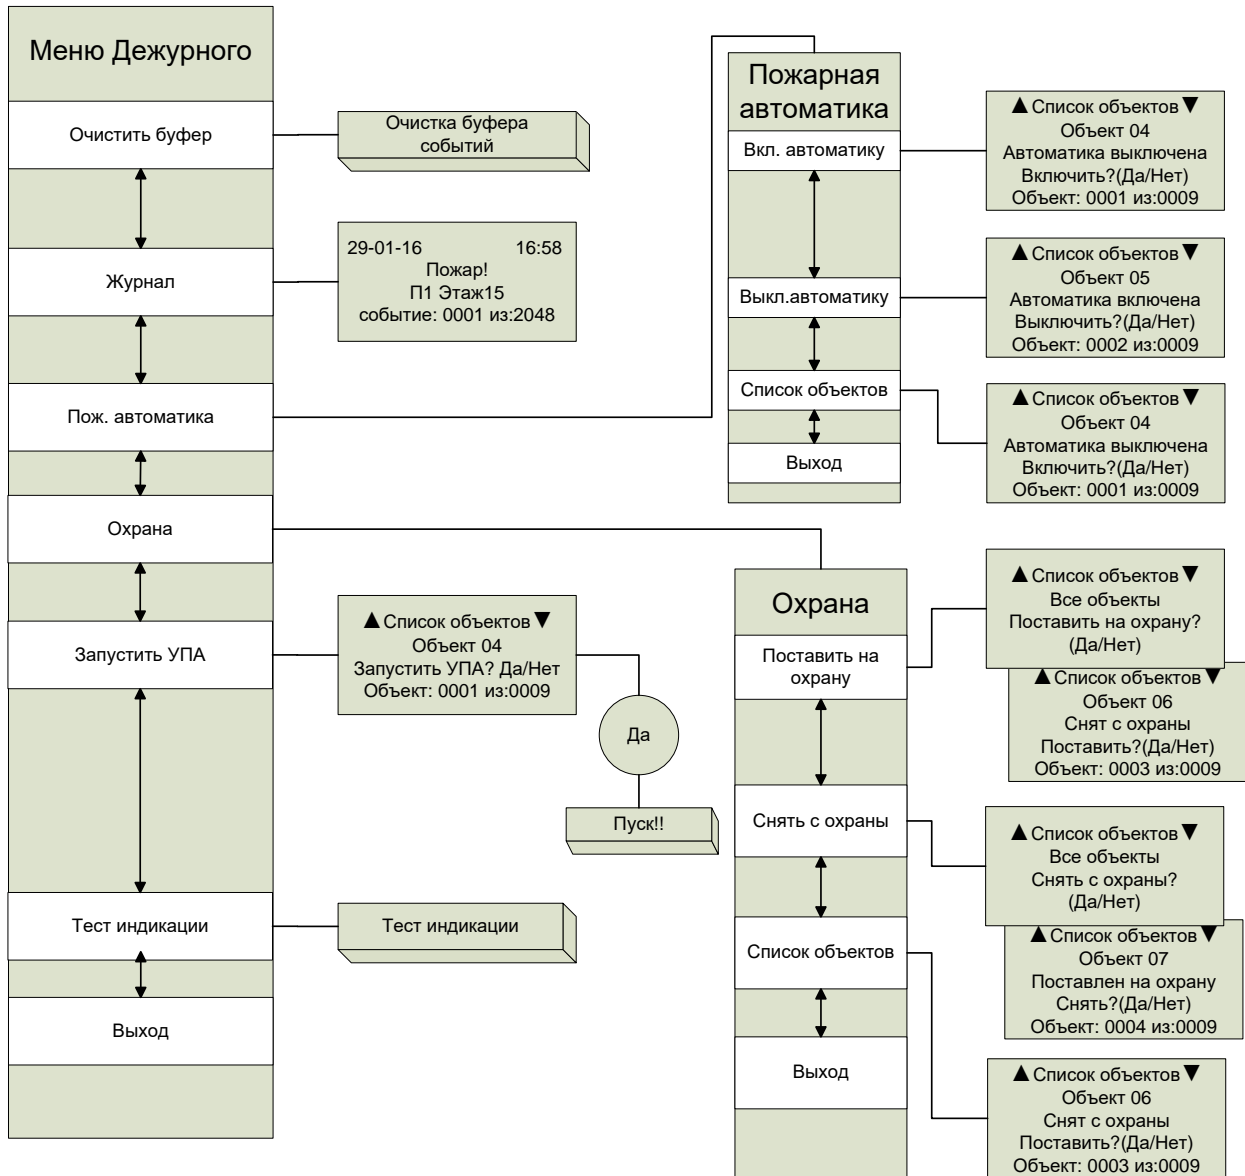 Меню Дежурного
Очистить буфер
Журнал
Пож. автоматика
Охрана
Запустить УПА
Тест индикации
Выход
Очистка буфера
событий
29-01-16 16:58
Пожар!
П1 Этаж15
событие: 0001 из:2048
▲Список объектов▼
Объект 04
Запустить УПА? Да/Нет
Объект: 0001 из:0009
Да
Пуск!!
Тест индикации
Пожарная
автоматика
Вкл. автоматику
Выкл.автоматику
Список объектов
Выход
▲Список объектов▼
Объект 04
Автоматика выключена
Включить?(Да/Нет)
Объект: 0001 из:0009
▲Список объектов▼
Объект 05
Автоматика включена
Выключить?(Да/Нет)
Объект: 0002 из:0009
▲Список объектов▼
Объект 04
Автоматика выключена
Включить?(Да/Нет)
Объект: 0001 из:0009
Охрана
Поставить на
охрану
Снять с охраны
Список объектов
Выход
▲Список объектов▼
Все объекты
Поставить на охрану?
(Да/Нет)
▲Список объектов▼
Объект 06
Снят с охраны
Поставить?(Да/Нет)
Объект: 0003 из:0009
▲Список объектов▼
Все объекты
Снять с охраны?
(Да/Нет)
▲Список объектов▼
Объект 07
Поставлен на охрану
Снять?(Да/Нет)
Объект: 0004 из:0009
▲Список объектов▼
Объект 06
Снят с охраны
Поставить?(Да/Нет)
Объект: 0003 из:0009